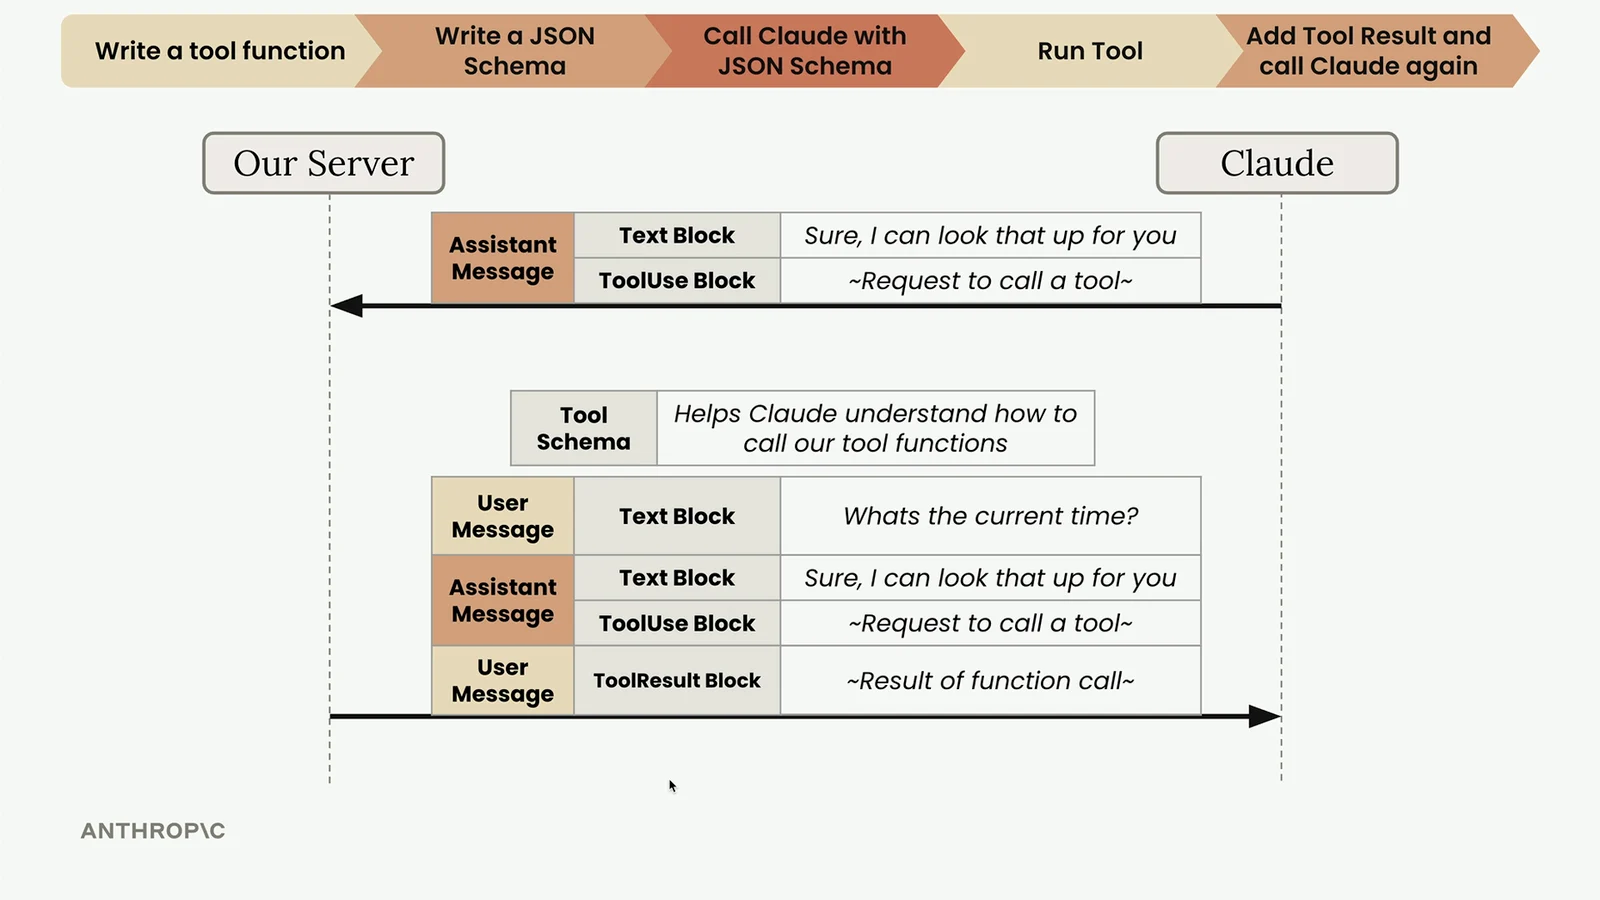 Write a tool function
Write a JSON
Schema
Call Claude with
JSON Schema
Run Tool
Add Tool Result and
call Claude again
Our Server
Claude
Assistant
Message
Text Block
Sure, I can look that up for you
ToolUse Block
~Request to call a tool~
Tool
Schema
Helps Claude understand how to
call our tool functions
User
Message
Text Block
Whats the current time?
Assistant
Message
Text Block
Sure, I can look that up for you
ToolUse Block
~Request to call a tool~
User
Message
ToolResult Block
~Result of function call~
ANTHROP\C